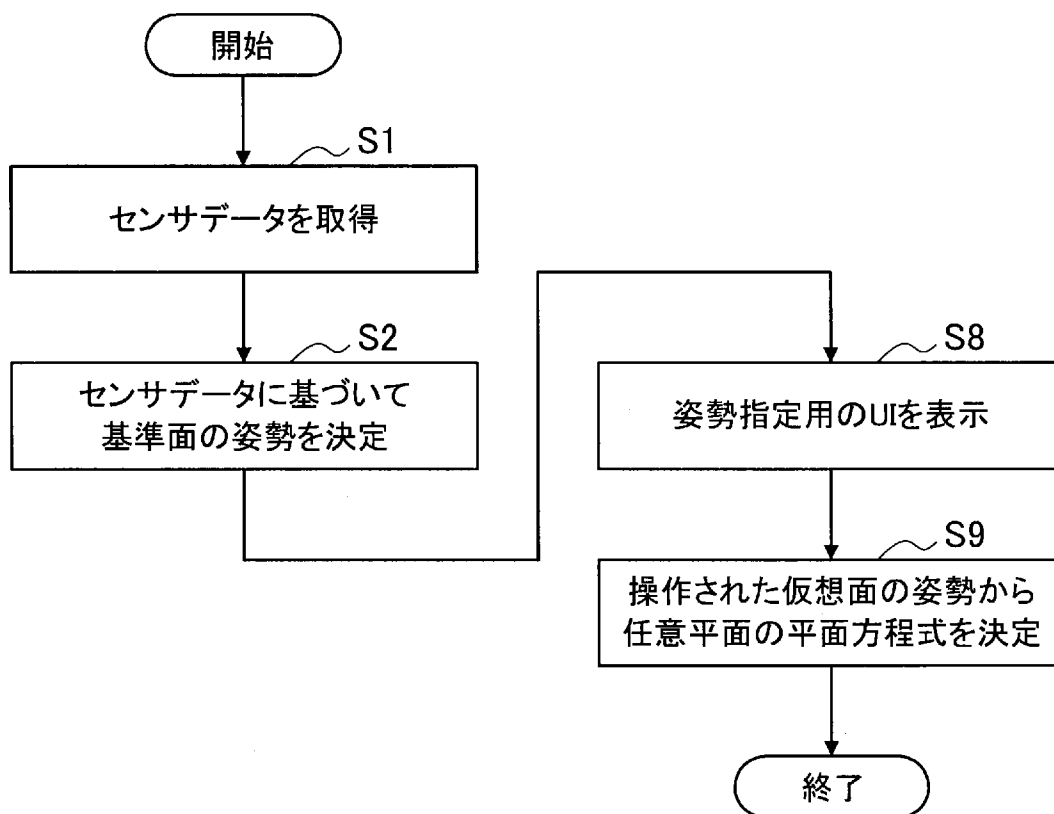 開始
S1
センサデータを取得
S2
センサデータに基づいて
基準面の姿勢を決定
S8
姿勢指定用のUIを表示
S9
操作された仮想面の姿勢から
任意平面の平面方程式を決定
終了